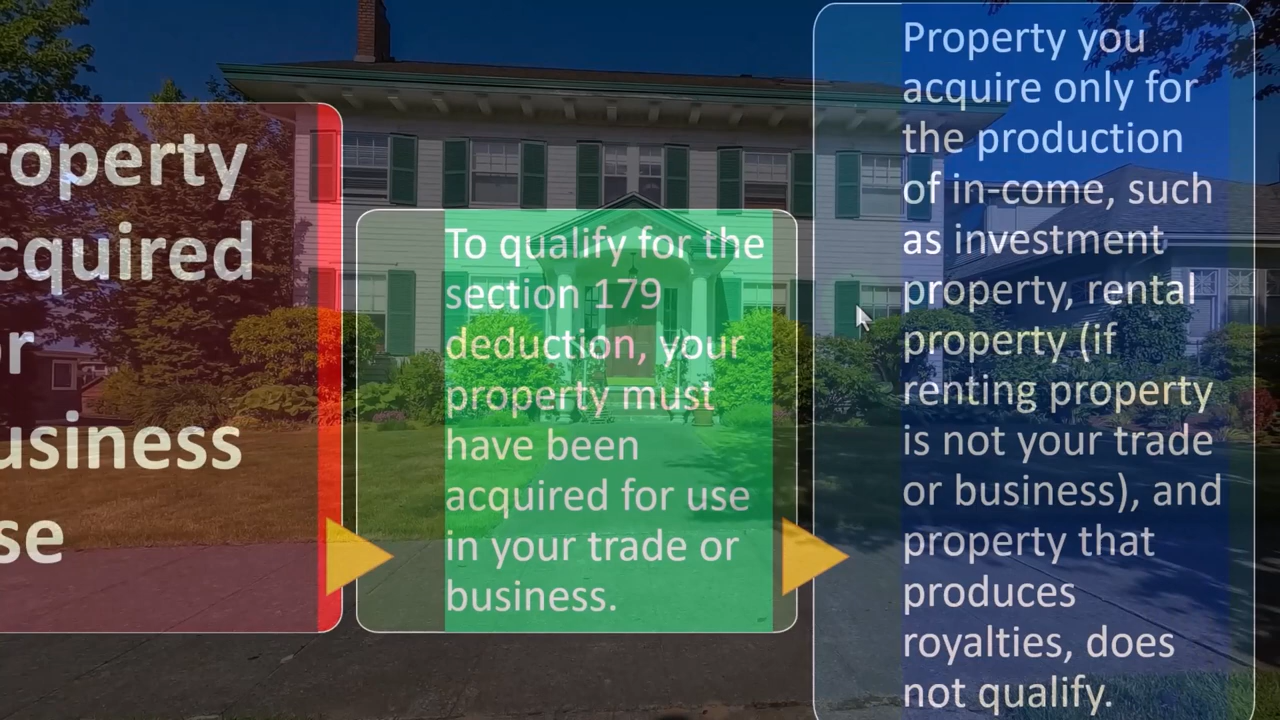 roperty
cquired
r
usiness
se
To qualify for the
section 179
deduction, your
property must
have been
acquired for use
in your trade or
business.
Property you
acquire only for
the production
of in-come, such
as investment
property, rental
property (if
renting property
is not your trade
or business), and
property that
produces
royalties, does
not qualify.